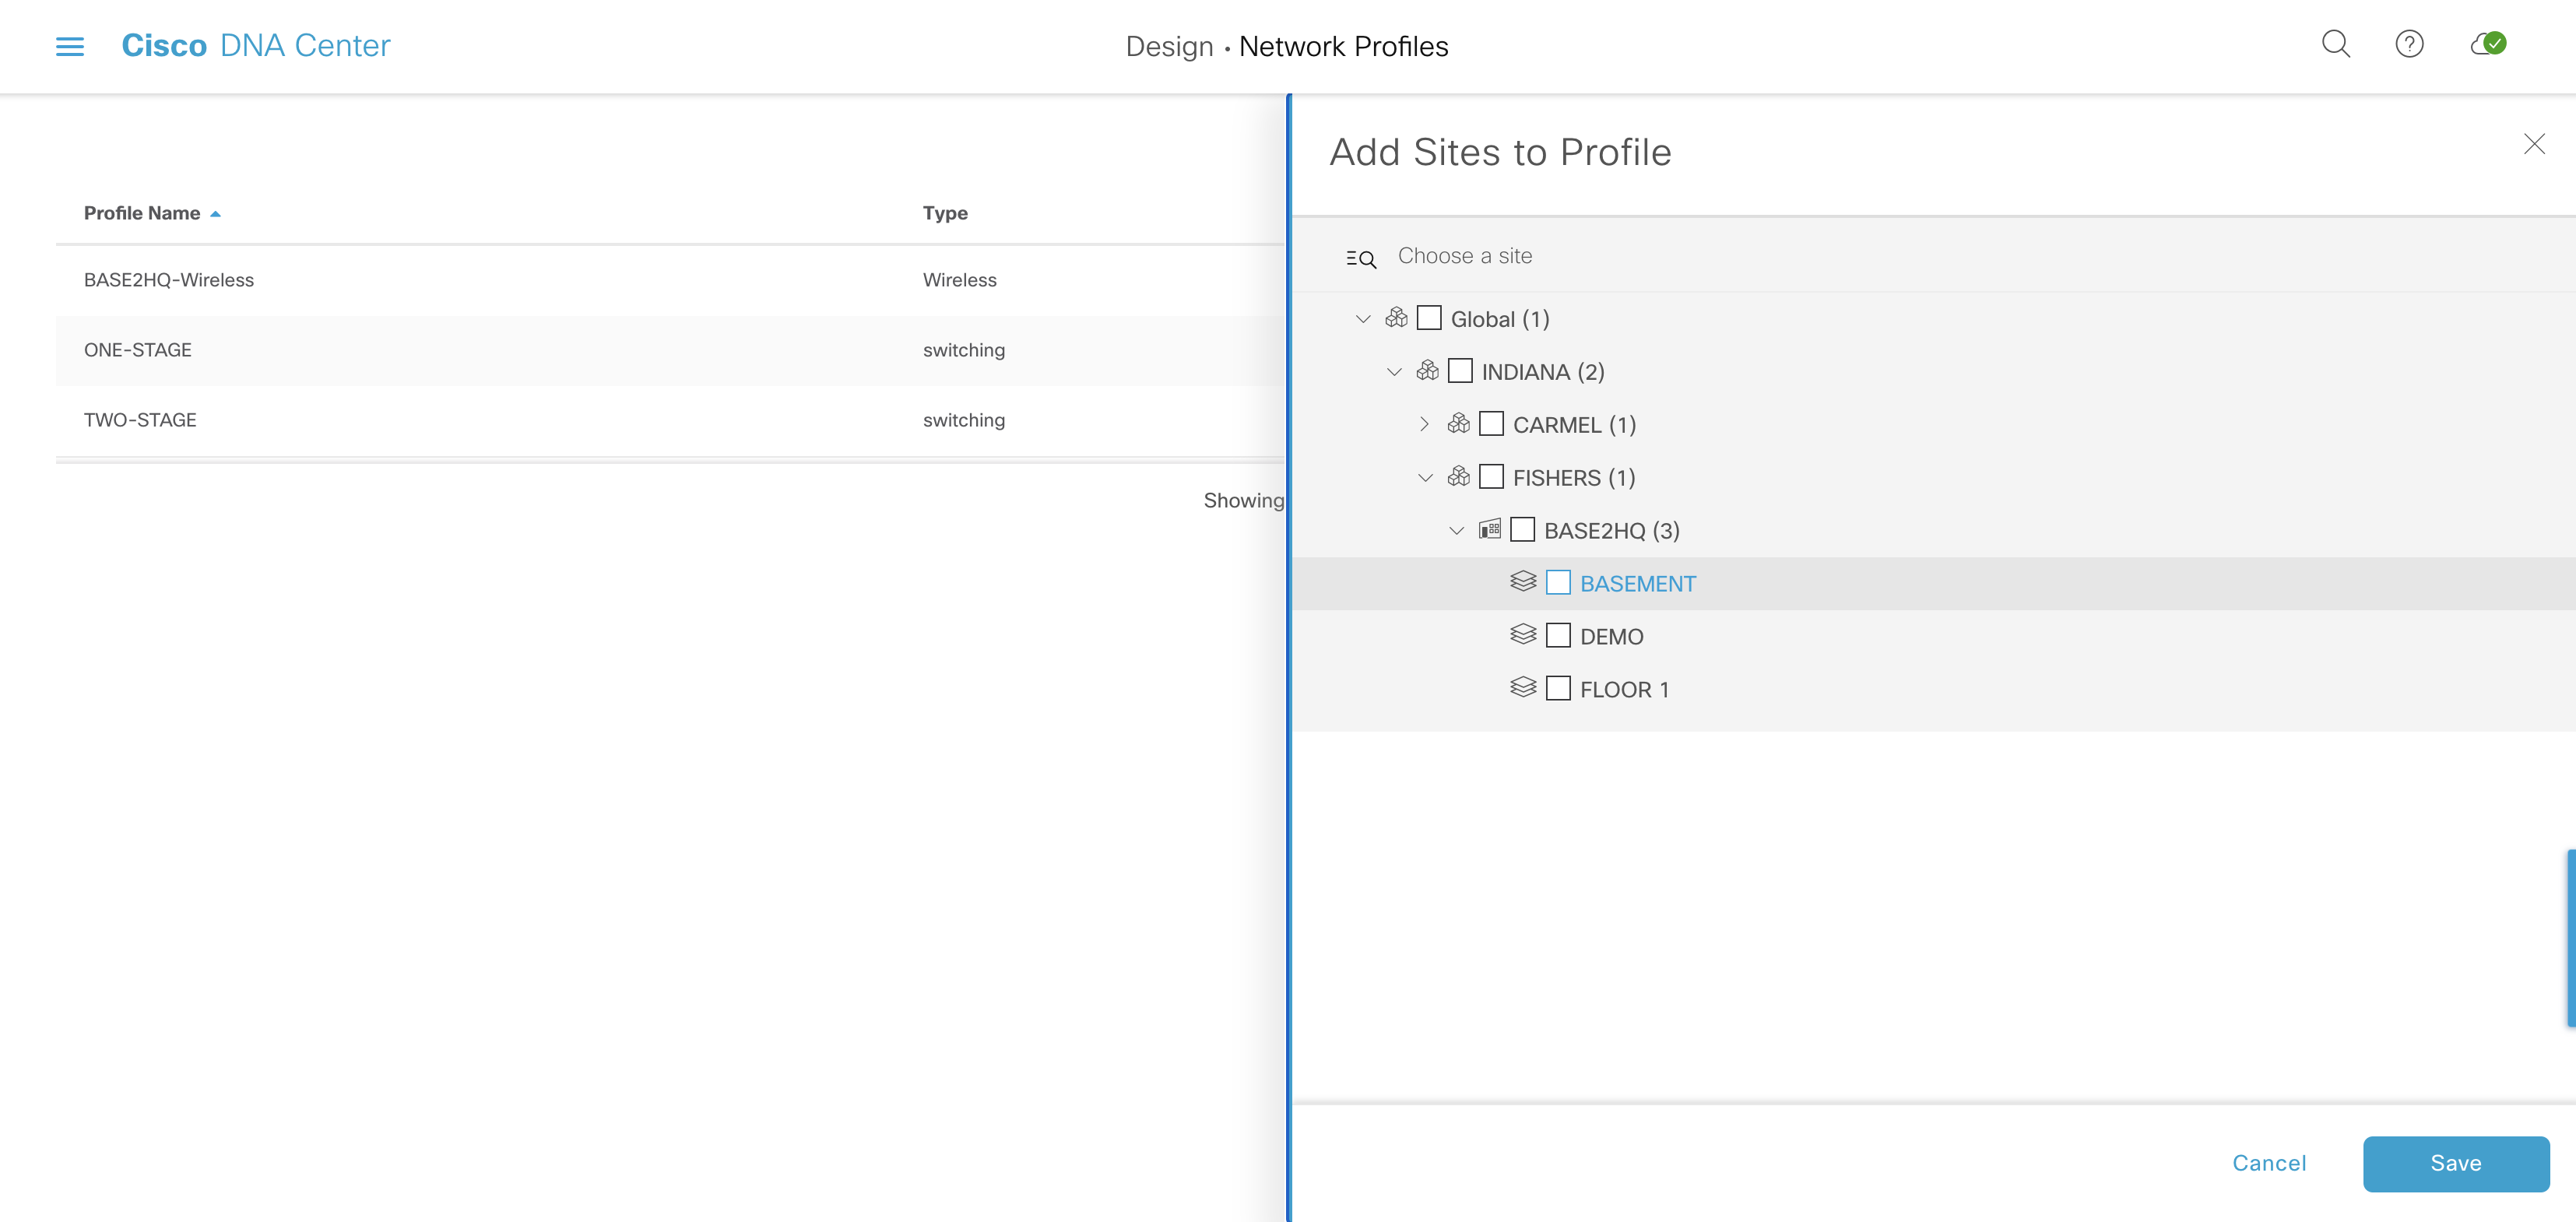 Cisco DNA Center
Design • Network Profiles
Profile Name
Type
BASE2HQ-Wireless
Wireless
ONE-STAGE
switching
TWO-STAGE
switching
Showing
Add Sites to Profile
Choose a site
Global (1)
INDIANA (2)
CARMEL (1)
FISHERS (1)
BASE2HQ (3)
BASEMENT
DEMO
FLOOR 1
Cancel
Save